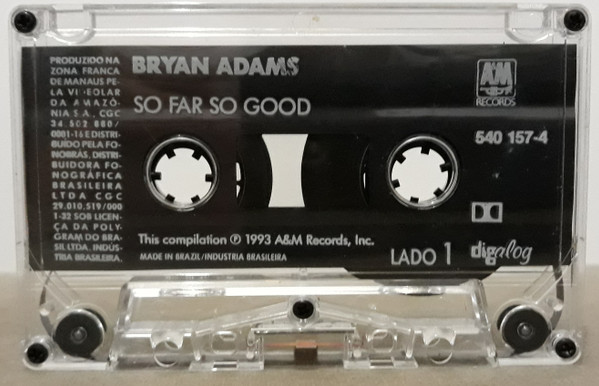 PRODUZIDO NA
ZONA FRANCA
DE MANAUS PE-
LA VIDEOLAR
DA AMAZÔ-
NIA S.A., CGC
34 502 880/
0001-16 E DISTRI-
BUÍDO PELA FO-
NOBRÁS, DISTRI-
BUIDORA FO-
NOGRÁFICA
BRASILEIRA
LTDA CGC
29.010.519/000
1-32 SOB LICEN-
ÇA DA POLY-
GRAM DO BRA-
SIL LTDA. INDUS-
TRIA BRASILEIRA.
BRYAN ADAMS
SO FAR SO GOOD
A&M
RECORDS
540 157-4
This compilation ℗ 1993 A&M Records, Inc.
MADE IN BRAZIL/INDUSTRIA BRASILEIRA
LADO 1
digalog